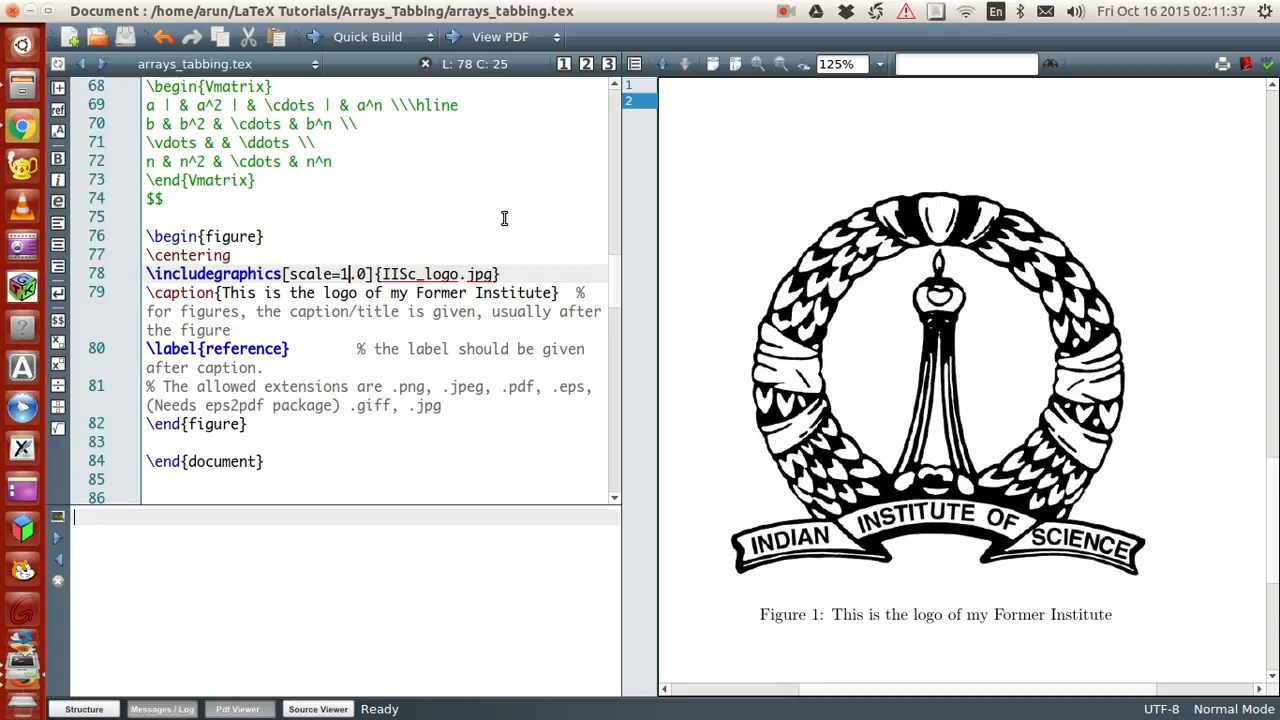 Document : /home/arun/LaTeX Tutorials/Arrays_Tabbing/arrays_tabbing.tex
En
Fri Oct 16 2015 02:11:37
Quick Build
View PDF
arrays_tabbing.tex
L: 78 C: 25
1 2 3
125%
68 \begin{Vmatrix}
69 a | & a^2 | & \cdots | & a^n \\\hline
70 b & b^2 & \cdots & b^n \\
71 \vdots & & \ddots \\
72 n & n^2 & \cdots & n^n
73 \end{Vmatrix}
74 $$
75
76 \begin{figure}
77 \centering
78 \includegraphics[scale=1.0]{IISc_logo.jpg}
79 \caption{This is the logo of my Former Institute} %
for figures, the caption/title is given, usually after
the figure
80 \label{reference} % the label should be given
after caption.
81 % The allowed extensions are .png, .jpeg, .pdf, .eps,
(Needs eps2pdf package) .giff, .jpg
82 \end{figure}
83
84 \end{document}
85
86
1
2
INDIAN INSTITUTE OF SCIENCE
Figure 1: This is the logo of my Former Institute
Structure
Messages / Log
Pdf Viewer
Source Viewer
Ready
UTF-8
Normal Mode